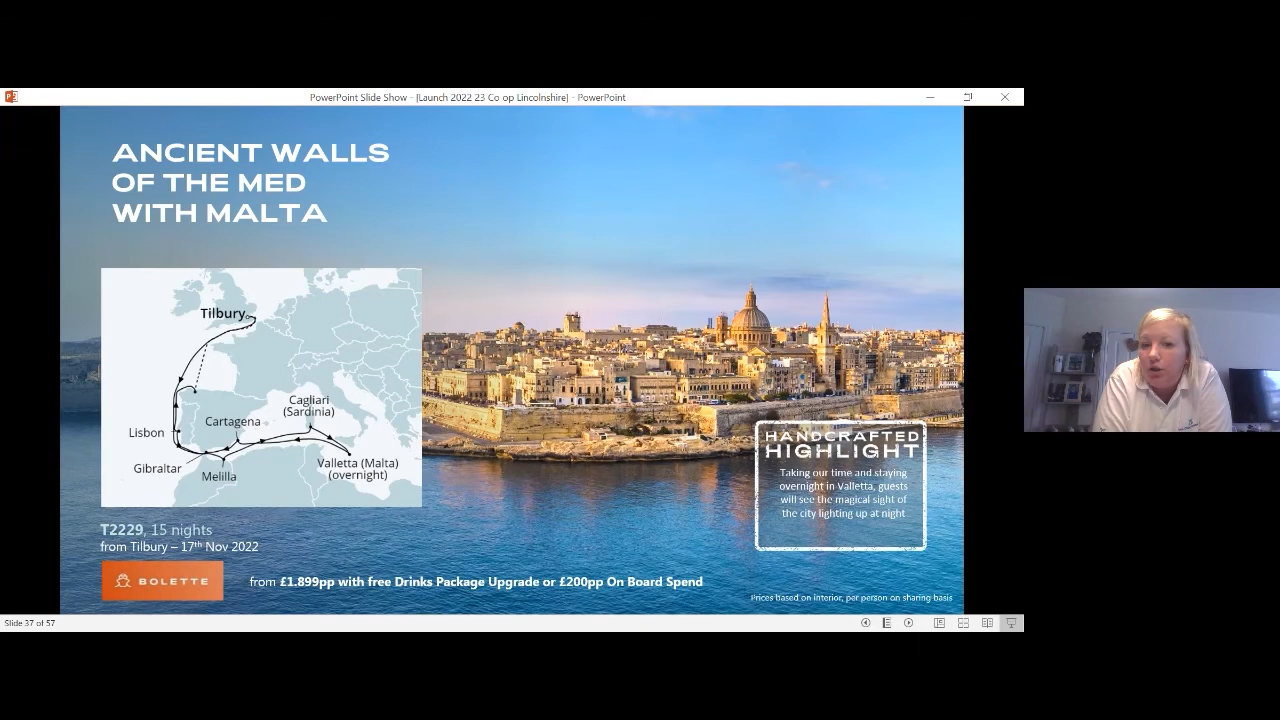 PowerPoint Slide Show - [Launch 2022 23 Co op Lincolnshire] - PowerPoint
ANCIENT WALLS
OF THE MED
WITH MALTA
Tilbury
Cagliari
(Sardinia)
Cartagena
Lisbon
Gibraltar
Melilla
Valletta (Malta)
(overnight)
HANDCRAFTED
HIGHLIGHT
Taking our time and staying
overnight in Valletta, guests
will see the magical sight of
the city lighting up at night
T2229, 15 nights
from Tilbury – 17th Nov 2022
BOLETTE
from £1.899pp with free Drinks Package Upgrade or £200pp On Board Spend
Prices based on interior, per person on sharing basis
Slide 37 of 57